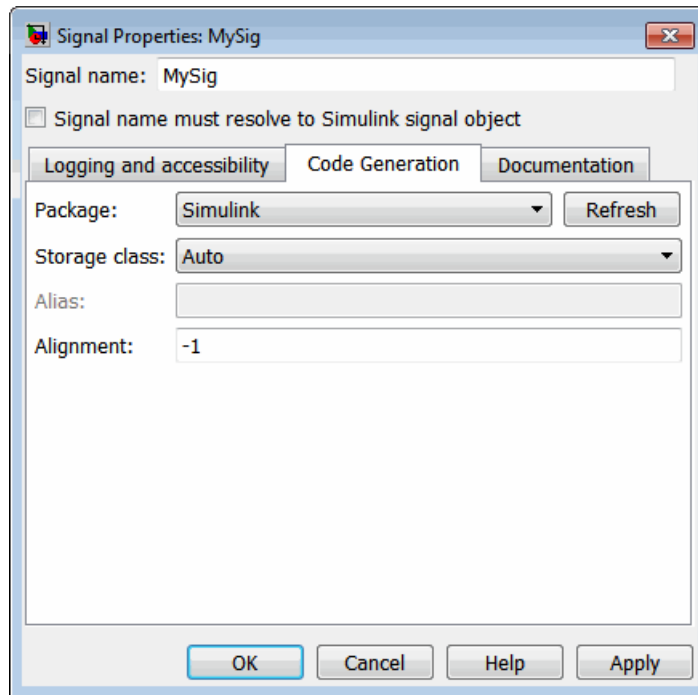 Signal Properties: MySig
Signal name: MySig
Signal name must resolve to Simulink signal object
Logging and accessibility Code Generation Documentation
Package: Simulink Refresh
Storage class: Auto
Alias:
Alignment: -1
OK Cancel Help Apply